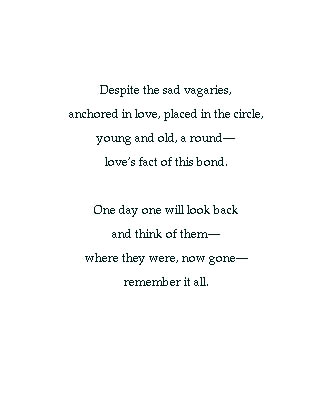 Despite the sad vagaries,
anchored in love, placed in the circle,
young and old, a round—
love's fact of this bond.
One day one will look back
and think of them—
where they were, now gone—
remember it all.